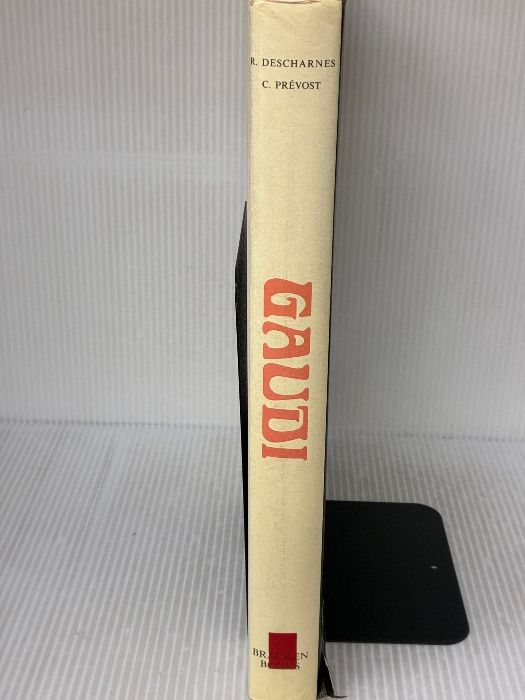 R. DESCHARNES
C. PRÉVOST
GAUDI
BRACKEN
BOOKS